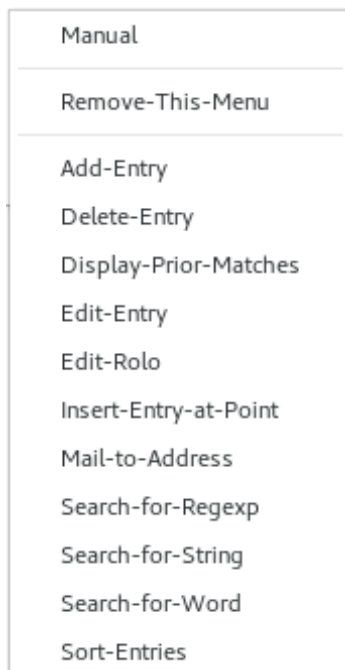 Manual
Remove-This-Menu
Add-Entry
Delete-Entry
Display-Prior-Matches
Edit-Entry
Edit-Rolo
Insert-Entry-at-Point
Mail-to-Address
Search-for-Regexp
Search-for-String
Search-for-Word
Sort-Entries